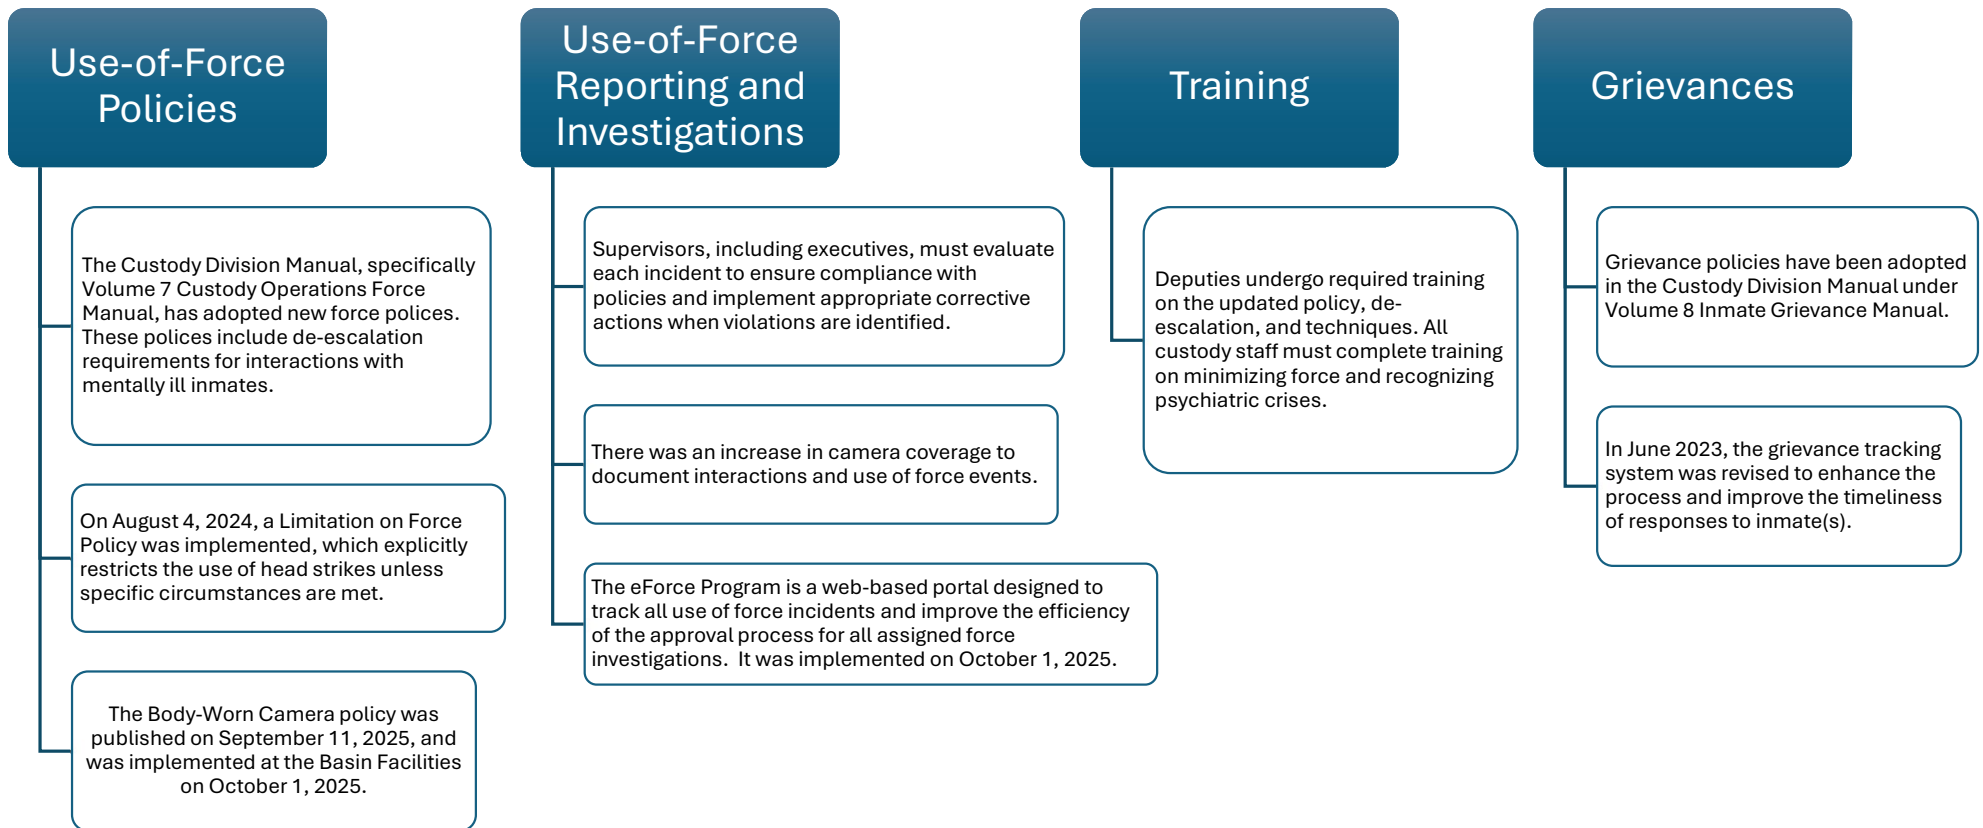 Use-of-Force
Policies
The Custody Division Manual, specifically
Volume 7 Custody Operations Force
Manual, has adopted new force polices.
These polices include de-escalation
requirements for interactions with
mentally ill inmates.
On August 4, 2024, a Limitation on Force
Policy was implemented, which explicitly
restricts the use of head strikes unless
specific circumstances are met.
The Body-Worn Camera policy was
published on September 11, 2025, and
was implemented at the Basin Facilities
on October 1, 2025.
Use-of-Force
Reporting and
Investigations
Supervisors, including executives, must evaluate
each incident to ensure compliance with
policies and implement appropriate corrective
actions when violations are identified.
There was an increase in camera coverage to
document interactions and use of force events.
The eForce Program is a web-based portal designed to
track all use of force incidents and improve the efficiency
of the approval process for all assigned force
investigations.  It was implemented on October 1, 2025.
Training
Deputies undergo required training
on the updated policy, de-
escalation, and techniques. All
custody staff must complete training
on minimizing force and recognizing
psychiatric crises.
Grievances
Grievance policies have been adopted
in the Custody Division Manual under
Volume 8 Inmate Grievance Manual.
In June 2023, the grievance tracking
system was revised to enhance the
process and improve the timeliness
of responses to inmate(s).